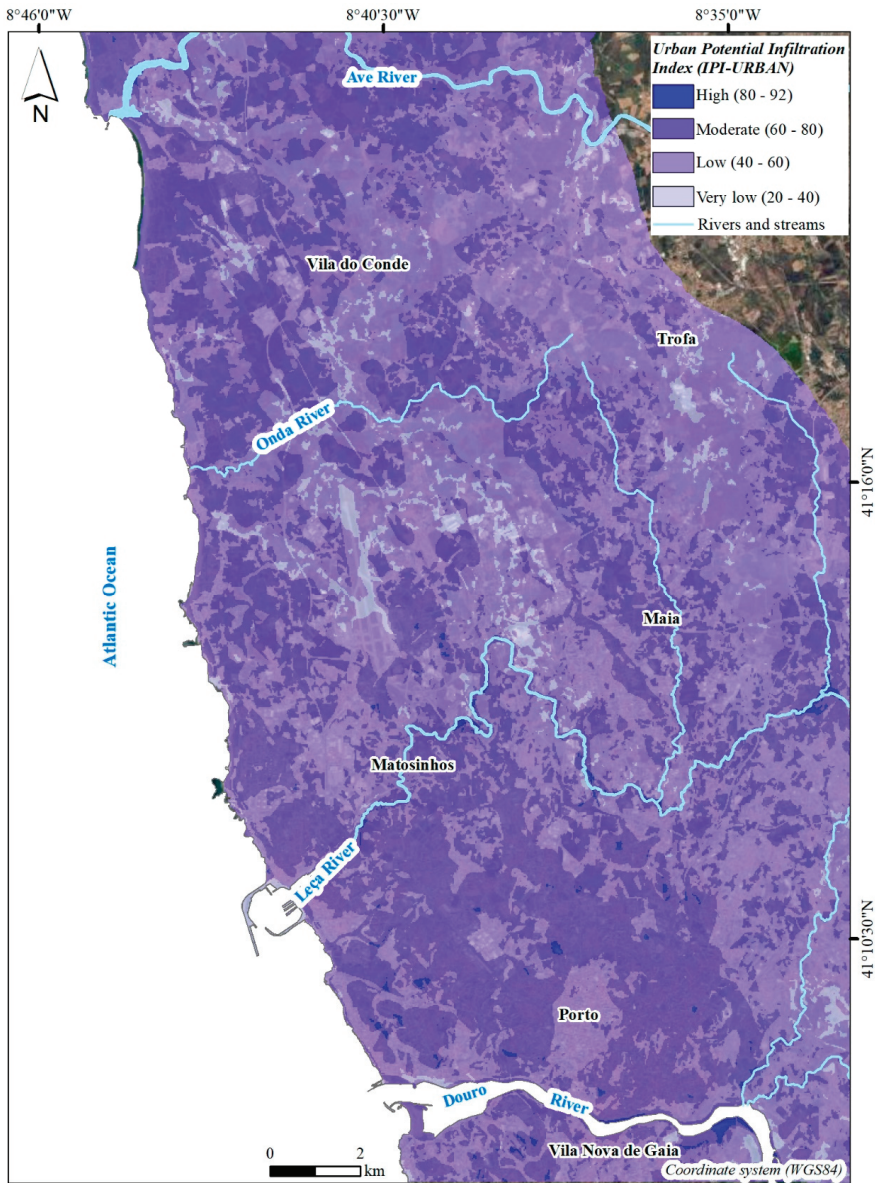 8°46'0"W
8°40'30"W
8°35'0"W
Urban Potential Infiltration
Index (IPI-URBAN)
High (80 - 92)
Moderate (60 - 80)
Low (40 - 60)
Very low (20 - 40)
Rivers and streams
N
Ave River
Vila do Conde
Trofa
Onda River
41°16'0"N
Atlantic Ocean
Maia
Matosinhos
Leça River
41°10'30"N
Porto
Douro
River
Vila Nova de Gaia
0
2
km
Coordinate system (WGS84)